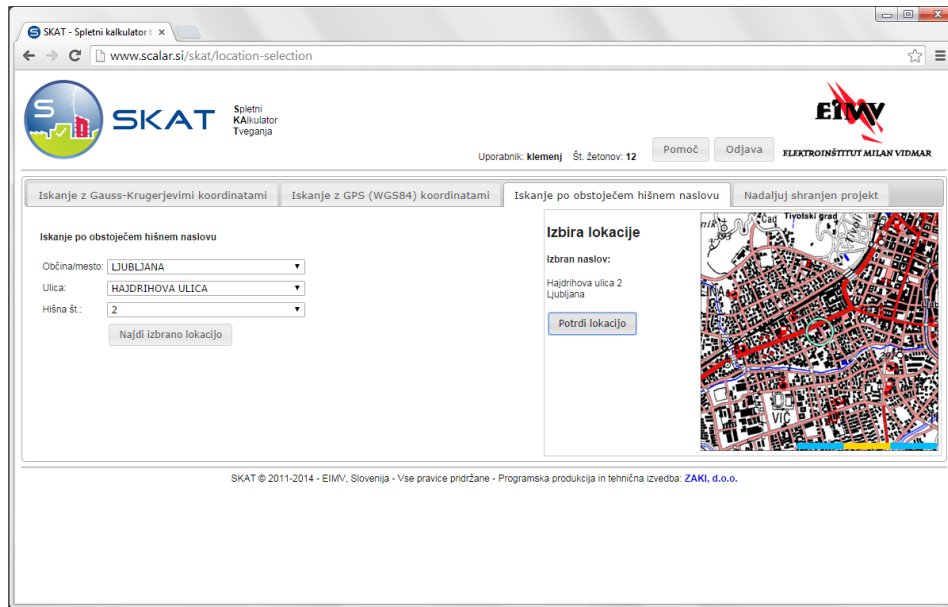 SKAT - Spletni kalkulator t
www.scalar.si/skat/location-selection
S
SKAT
Spletni
KAlkulator
Tveganja
EIMV
ELEKTROINŠTITUT MILAN VIDMAR
Uporabnik: klemenj Št. žetonov: 12
Pomoč
Odjava
Iskanje z Gauss-Krugerjevimi koordinatami
Iskanje z GPS (WGS84) koordinatami
Iskanje po obstoječem hišnem naslovu
Nadaljuj shranjen projekt
Iskanje po obstoječem hišnem naslovu
Občina/mesto: LJUBLJANA
Ulica: HAJDRIHOVA ULICA
Hišna št.: 2
Najdi izbrano lokacijo
Izbira lokacije
Izbran naslov:
Hajdrihova ulica 2
Ljubljana
Potrdi lokacijo
Čad
Tivolski grad
VIČ
SKAT © 2011-2014 - EIMV, Slovenija - Vse pravice pridržane - Programska produkcija in tehnična izvedba: ZAKI, d.o.o.